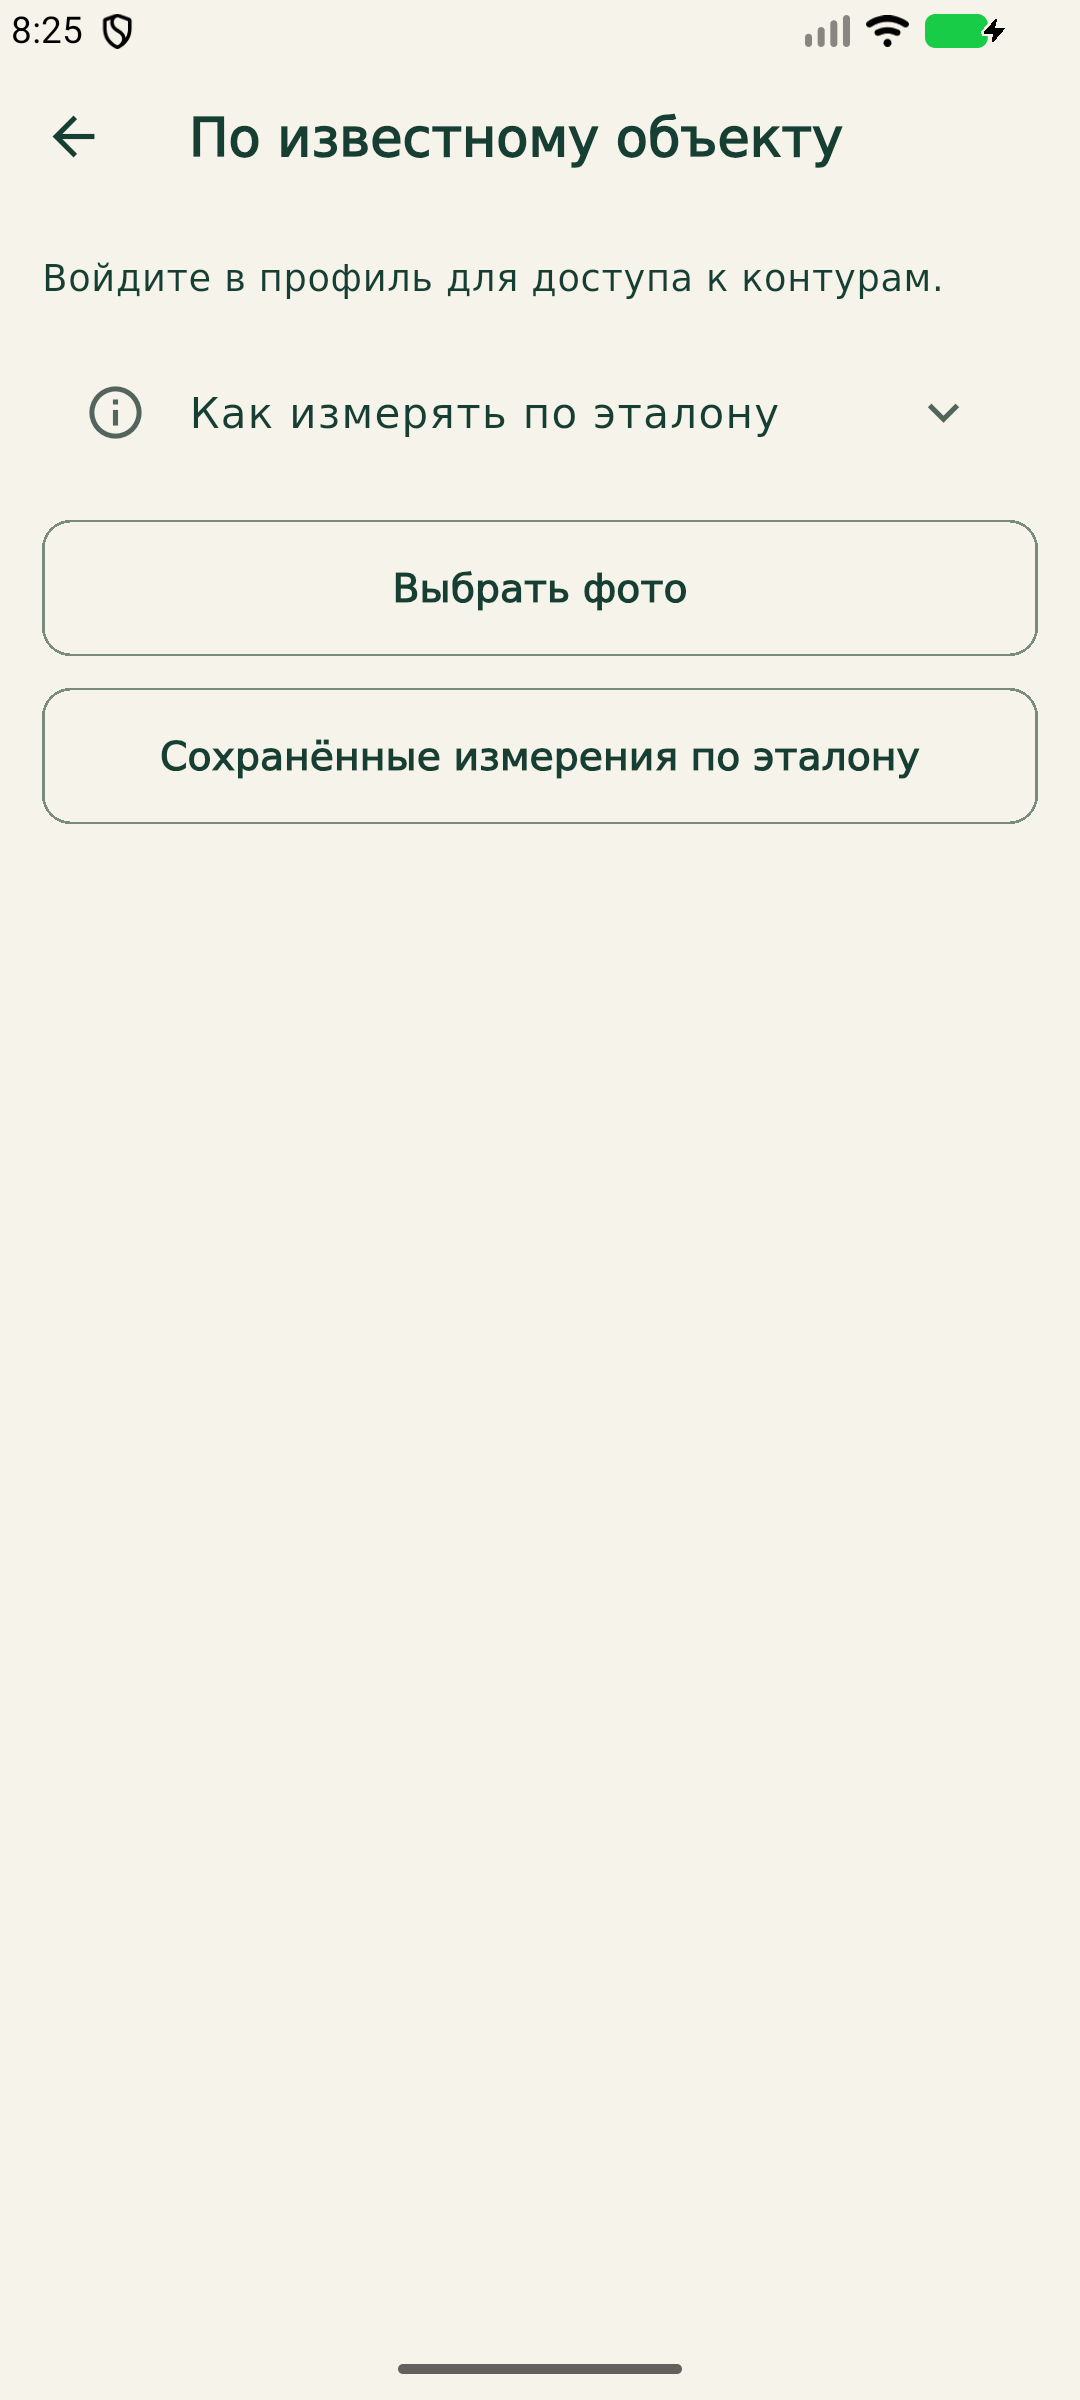 8:25
По известному объекту
Войдите в профиль для доступа к контурам.
Как измерять по эталону
Выбрать фото
Сохранённые измерения по эталону